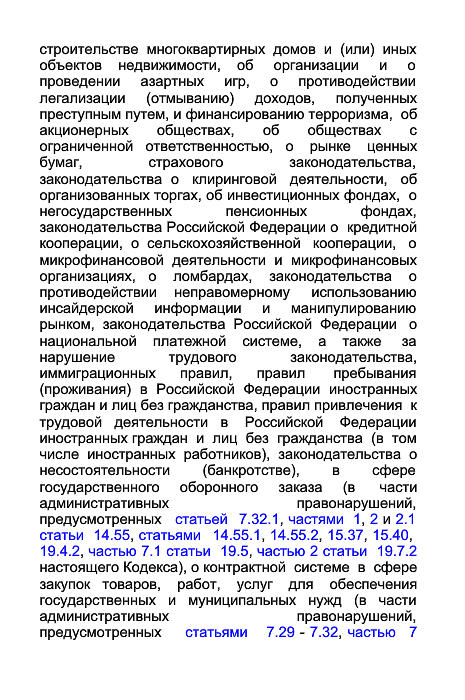 строительстве многоквартирных домов и (или) иных
объектов недвижимости, об организации и о
проведении азартных игр, о противодействии
легализации (отмыванию) доходов, полученных
преступным путем, и финансированию терроризма, об
акционерных обществах, об обществах с
ограниченной ответственностью, о рынке ценных
бумаг, страхового законодательства,
законодательства о клиринговой деятельности, об
организованных торгах, об инвестиционных фондах, о
негосударственных пенсионных фондах,
законодательства Российской Федерации о кредитной
кооперации, о сельскохозяйственной кооперации, о
микрофинансовой деятельности и микрофинансовых
организациях, о ломбардах, законодательства о
противодействии неправомерному использованию
инсайдерской информации и манипулированию
рынком, законодательства Российской Федерации о
национальной платежной системе, а также за
нарушение трудового законодательства,
иммиграционных правил, правил пребывания
(проживания) в Российской Федерации иностранных
граждан и лиц без гражданства, правил привлечения к
трудовой деятельности в Российской Федерации
иностранных граждан и лиц без гражданства (в том
числе иностранных работников), законодательства о
несостоятельности (банкротстве), в сфере
государственного оборонного заказа (в части
административных правонарушений,
предусмотренных статьей 7.32.1, частями 1, 2 и 2.1
статьи 14.55, статьями 14.55.1, 14.55.2, 15.37, 15.40,
19.4.2, частью 7.1 статьи 19.5, частью 2 статьи 19.7.2
настоящего Кодекса), о контрактной системе в сфере
закупок товаров, работ, услуг для обеспечения
государственных и муниципальных нужд (в части
административных правонарушений,
предусмотренных статьями 7.29 - 7.32, частью 7